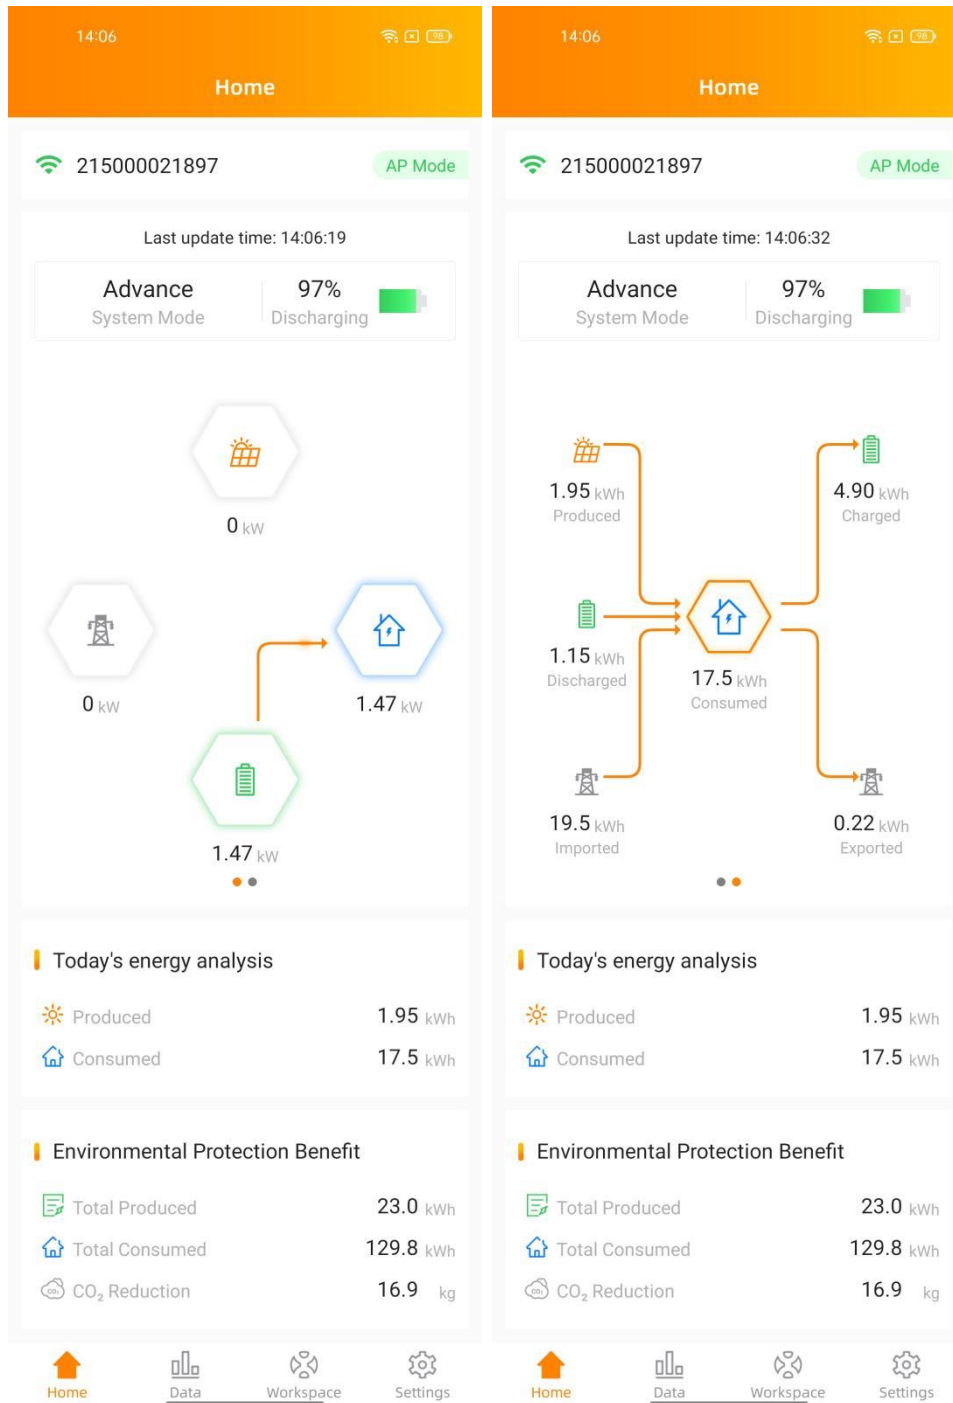 14:06
98
Home
215000021897 AP Mode
Last update time: 14:06:19
Advance 97%
System Mode Discharging
0 kW
0 kW
1.47 kW
1.47 kW
Today's energy analysis
Produced 1.95 kWh
Consumed 17.5 kWh
Environmental Protection Benefit
Total Produced 23.0 kWh
Total Consumed 129.8 kWh
CO₂ Reduction 16.9 kg
Home Data Workspace Settings
14:06
98
Home
215000021897 AP Mode
Last update time: 14:06:32
Advance 97%
System Mode Discharging
1.95 kWh 4.90 kWh
Produced Charged
1.15 kWh
Discharged
17.5 kWh
Consumed
19.5 kWh 0.22 kWh
Imported Exported
Today's energy analysis
Produced 1.95 kWh
Consumed 17.5 kWh
Environmental Protection Benefit
Total Produced 23.0 kWh
Total Consumed 129.8 kWh
CO₂ Reduction 16.9 kg
Home Data Workspace Settings